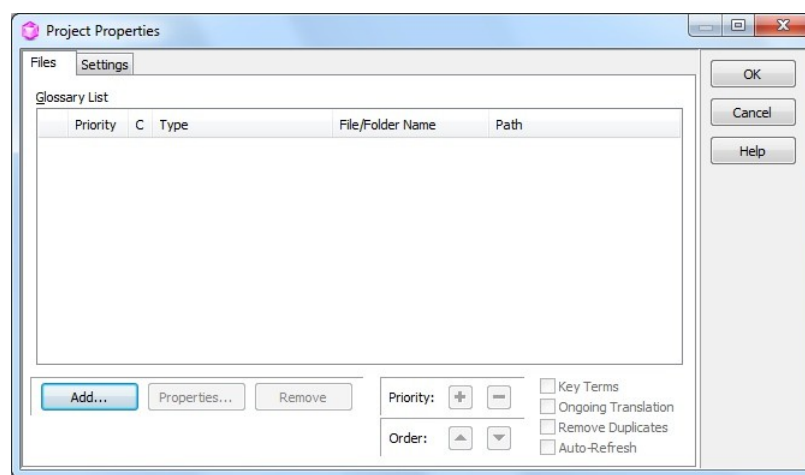 Project Properties
Files Settings
Glossary List
Priority C Type File/Folder Name Path
OK
Cancel
Help
Add... Properties... Remove
Priority:
Order:
Key Terms
Ongoing Translation
Remove Duplicates
Auto-Refresh